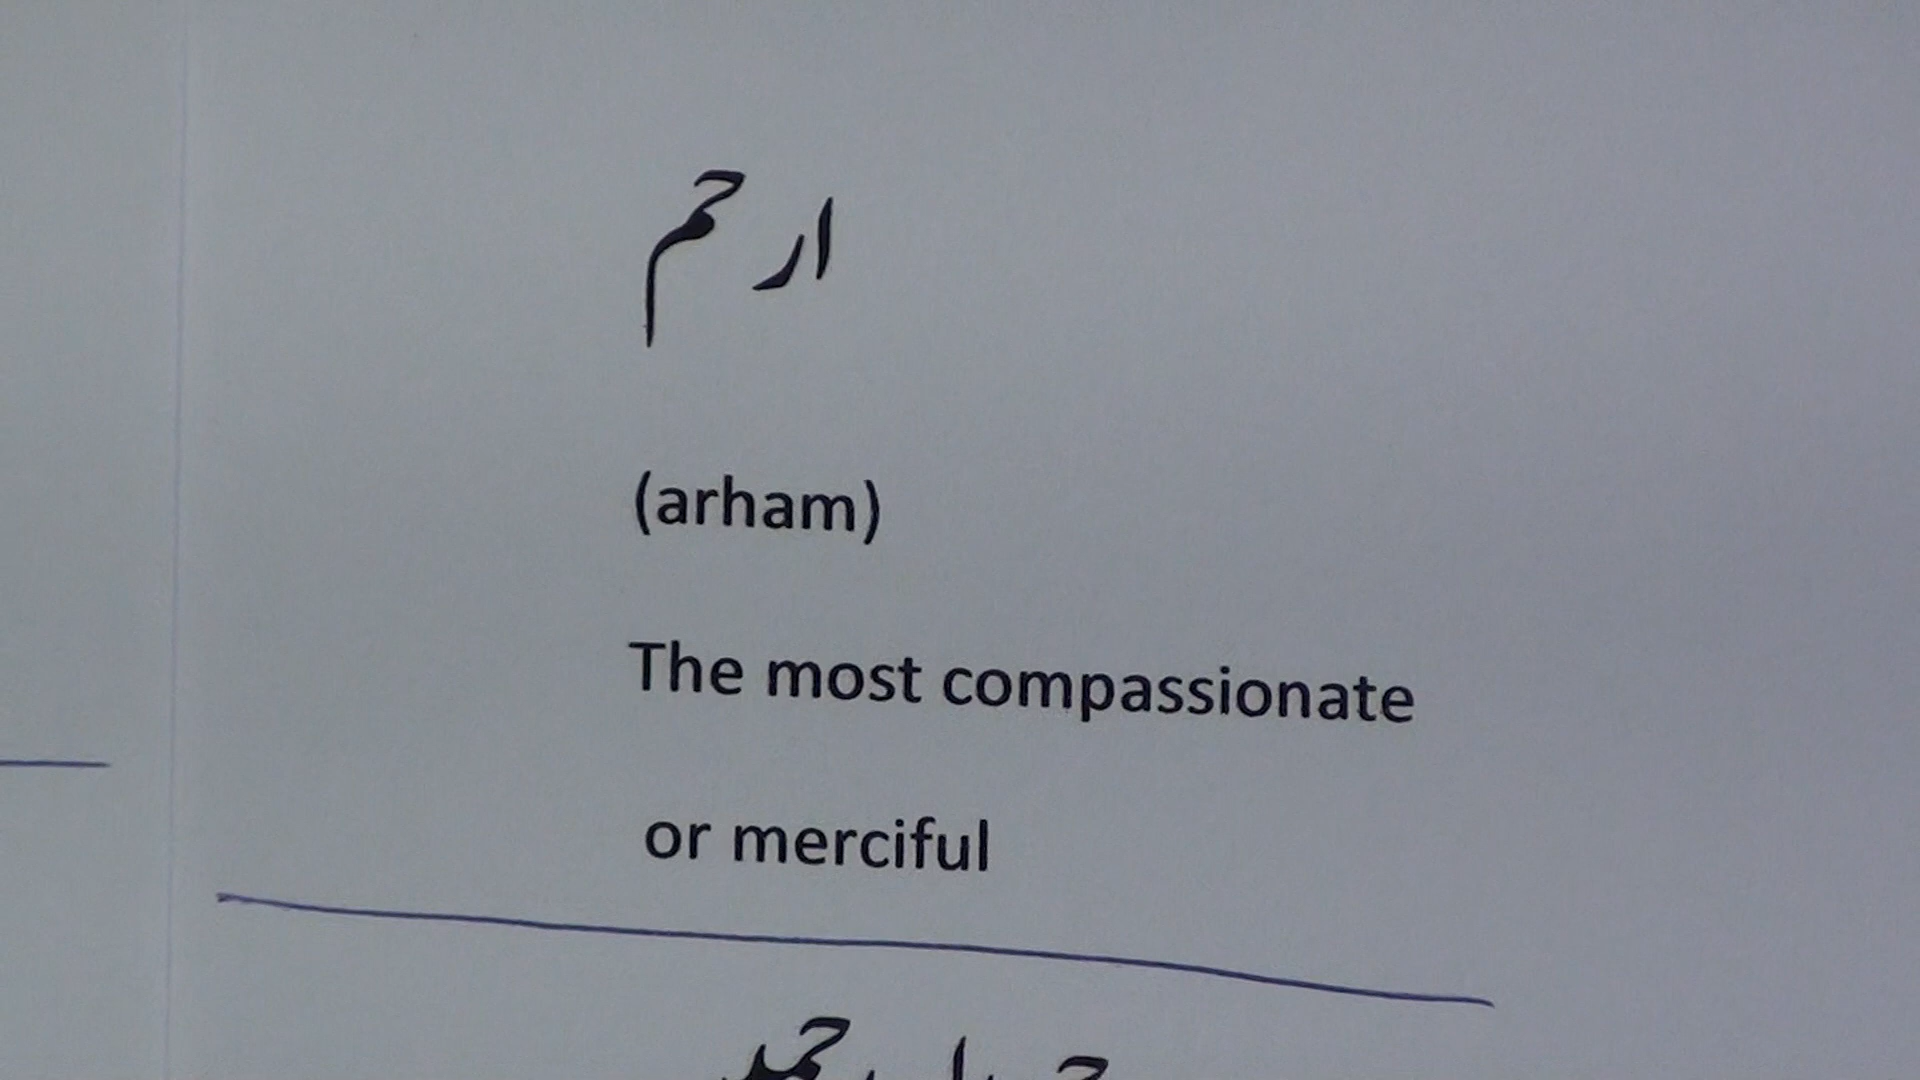 ارحم
(arham)
The most compassionate
or merciful